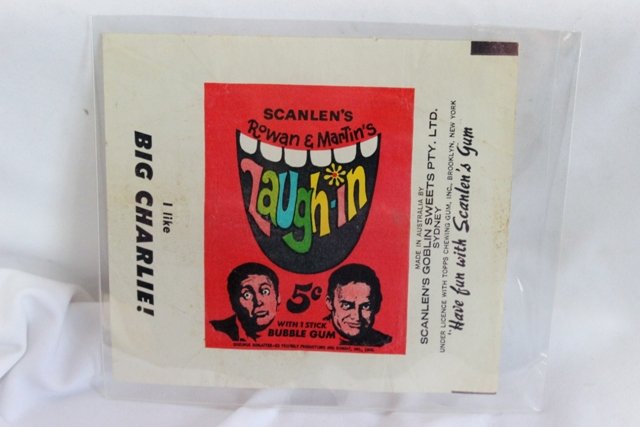 I like
BIG CHARLIE!
SCANLEN'S
Rowan & Martin's
Laugh-in
5¢
WITH 1 STICK
BUBBLE GUM
MADE IN AUSTRALIA BY
SCANLEN'S GOBLIN SWEETS PTY. LTD.
SYDNEY
UNDER LICENCE WITH TOPPS CHEWING GUM, INC., BROOKLYN, NEW YORK
"Have fun with Scanlen's Gum